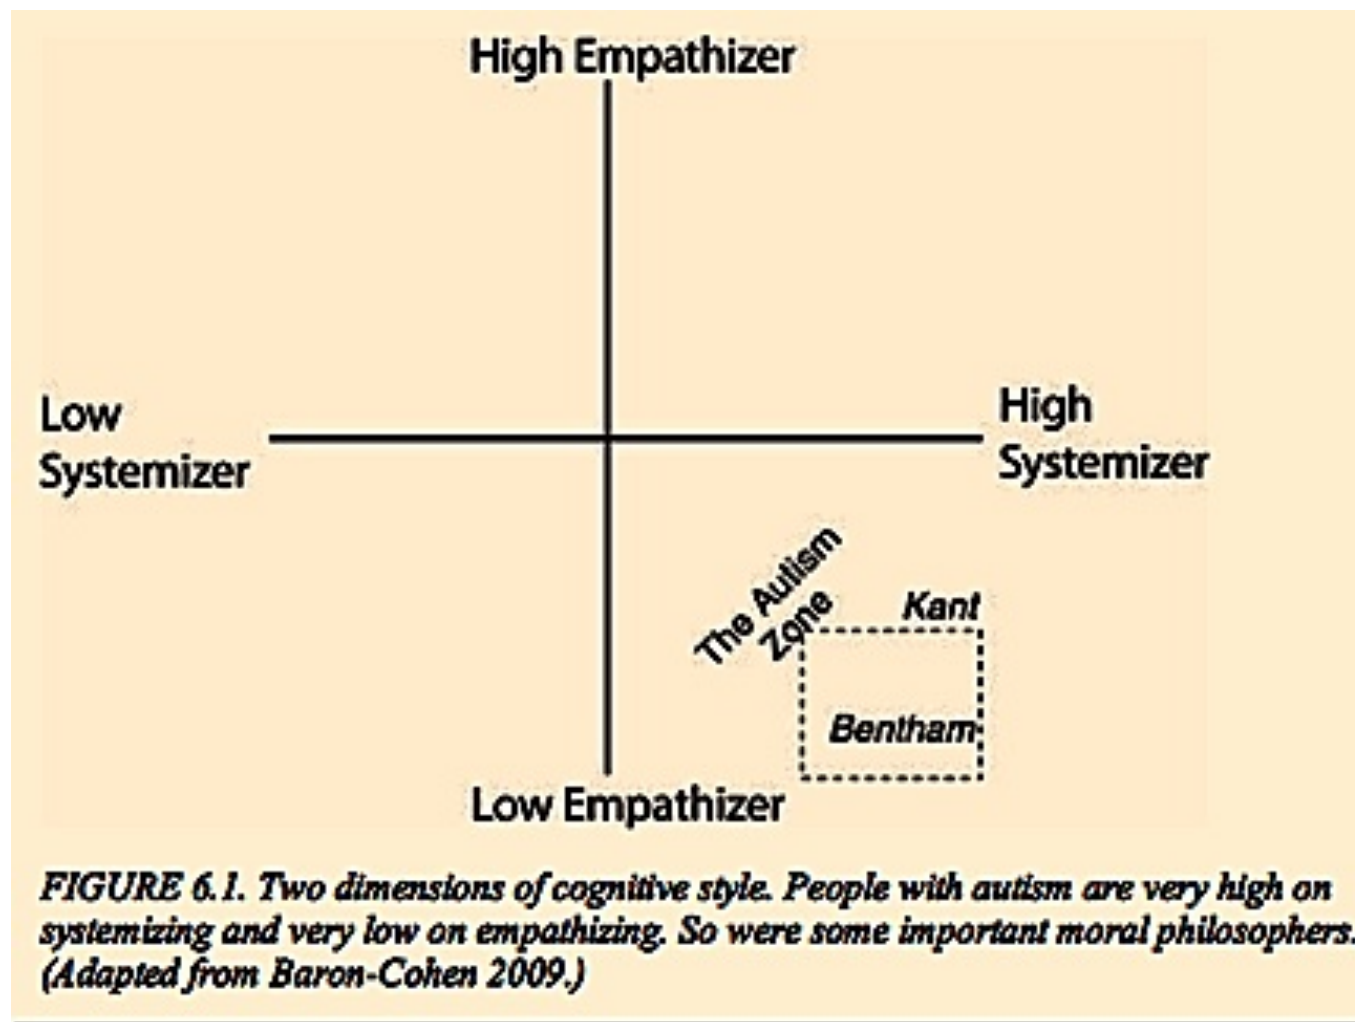 High Empathizer
Low
Systemizer
High
Systemizer
The Autism
Zone
Kant
Bentham
Low Empathizer
FIGURE 6.1. Two dimensions of cognitive style. People with autism are very high on
systemizing and very low on empathizing. So were some important moral philosophers.
(Adapted from Baron-Cohen 2009.)